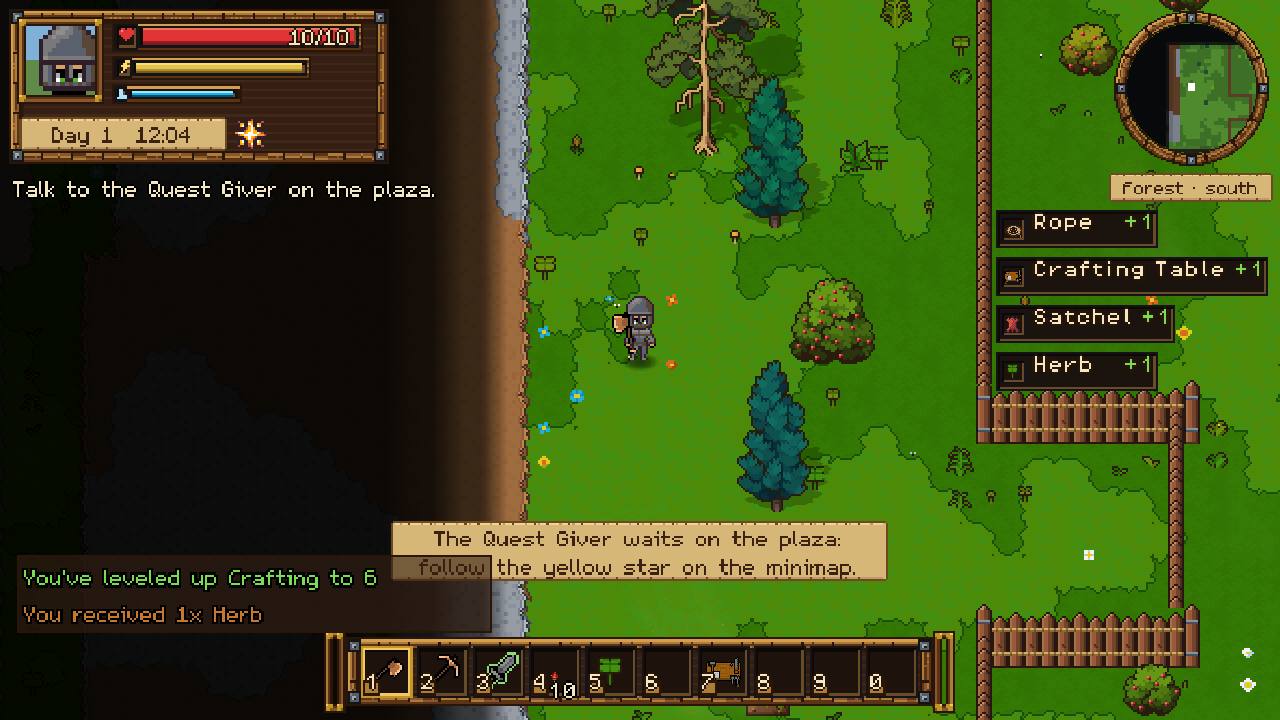 10/10
Day 1 12:04
Talk to the Quest Giver on the plaza.
Forest · south
Rope +1
Crafting Table +1
Satchel +1
Herb +1
The Quest Giver waits on the plaza:
follow the yellow star on the minimap.
You've leveled up Crafting to 6
You received 1x Herb
1 2 3 4 10 5 6 7 8 9 0